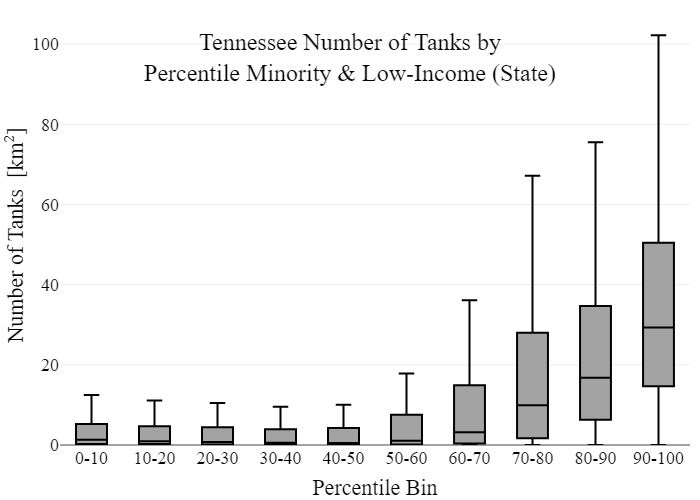 Tennessee Number of Tanks by
Percentile Minority & Low-Income (State)
Number of Tanks [km²]
100
80
60
40
20
0
0-10 10-20 20-30 30-40 40-50 50-60 60-70 70-80 80-90 90-100
Percentile Bin